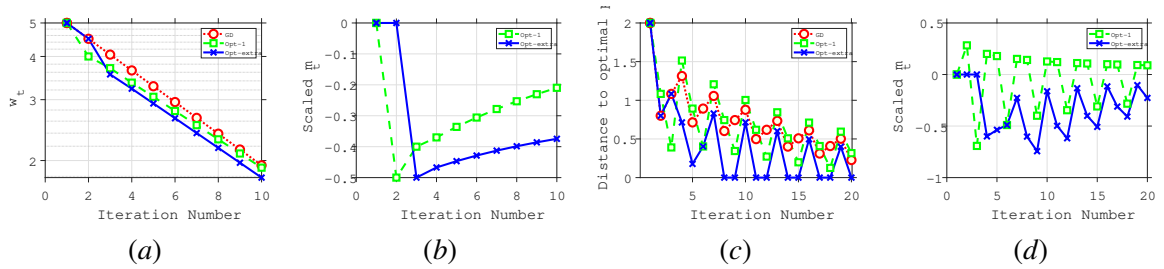 5
4
3
2
w_t
0
2
4
6
8
10
Iteration Number
GD
Opt-1
Opt-extra
(a)
0
−0.1
−0.2
−0.3
−0.4
−0.5
Scaled m_t
0
2
4
6
8
10
Iteration Number
Opt-1
Opt-extra
(b)
2
1.5
1
0.5
0
Distance to optimal
5
10
15
20
Iteration Number
GD
Opt-1
Opt-extra
(c)
0.5
0
−0.5
−1
Scaled m_t
0
5
10
15
20
Iteration Number
Opt-1
Opt-extra
(d)